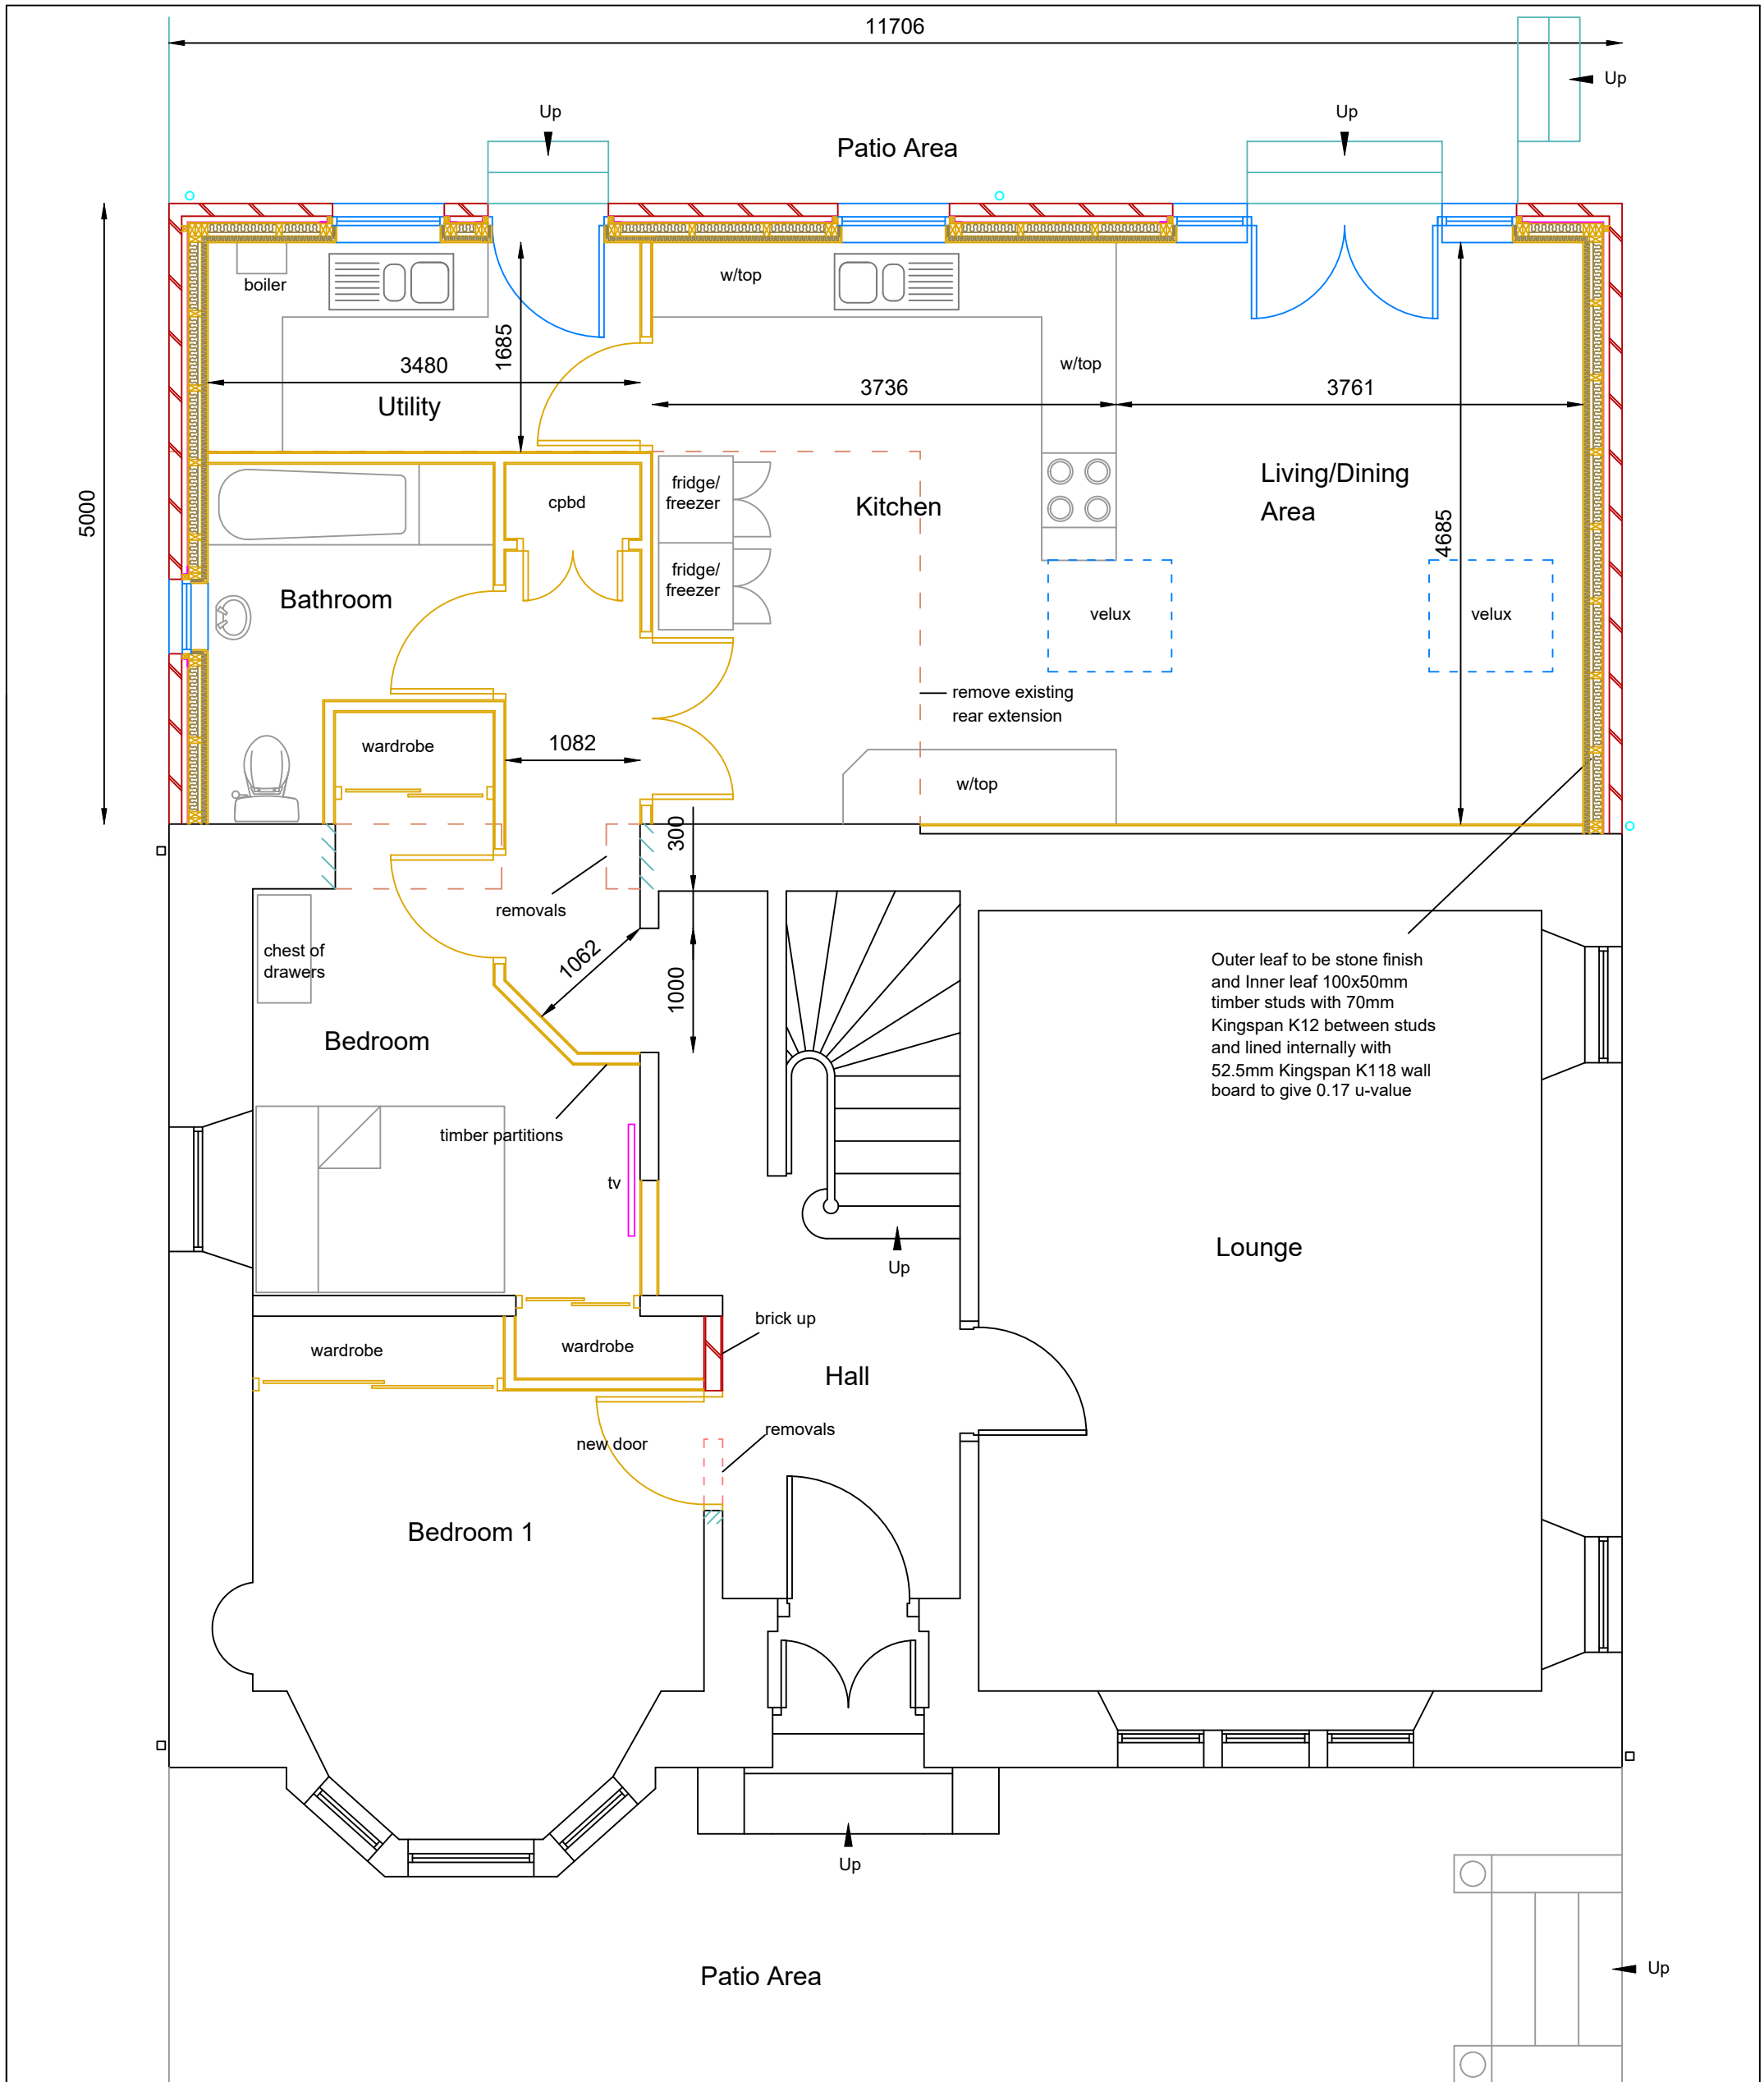 11706
Up
Up
Up
Patio Area
boiler
w/top
1685
3480
w/top
3736
3761
Utility
5000
fridge/
freezer
cpbd
Kitchen
Living/Dining
Area
4685
fridge/
freezer
Bathroom
velux
velux
remove existing
rear extension
wardrobe
1082
w/top
300
removals
chest of
drawers
1062
1000
Outer leaf to be stone finish
and Inner leaf 100x50mm
timber studs with 70mm
Kingspan K12 between studs
and lined internally with
52.5mm Kingspan K118 wall
board to give 0.17 u-value
Bedroom
timber partitions
tv
Up
Lounge
brick up
wardrobe
wardrobe
Hall
removals
new door
Bedroom 1
Up
Patio Area
Up